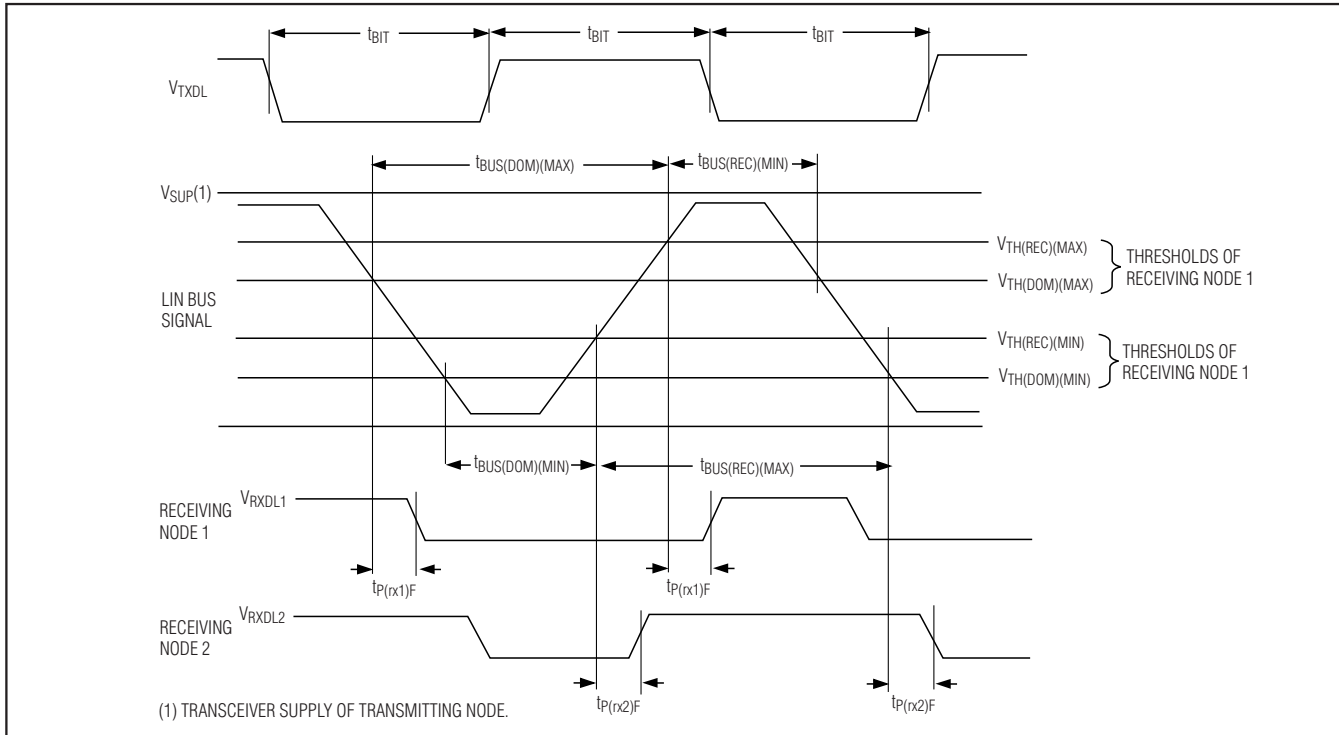 tBIT tBIT tBIT
VTXDL
tBUS(DOM)(MAX) tBUS(REC)(MIN)
VSUP(1)
VTH(REC)(MAX)
VTH(DOM)(MAX)
THRESHOLDS OF
RECEIVING NODE 1
LIN BUS
SIGNAL
VTH(REC)(MIN)
VTH(DOM)(MIN)
THRESHOLDS OF
RECEIVING NODE 1
tBUS(DOM)(MIN) tBUS(REC)(MAX)
RECEIVING
NODE 1
VRXDL1
tP(rx1)F tP(rx1)F
RECEIVING
NODE 2
VRXDL2
tP(rx2)F tP(rx2)F
(1) TRANSCEIVER SUPPLY OF TRANSMITTING NODE.